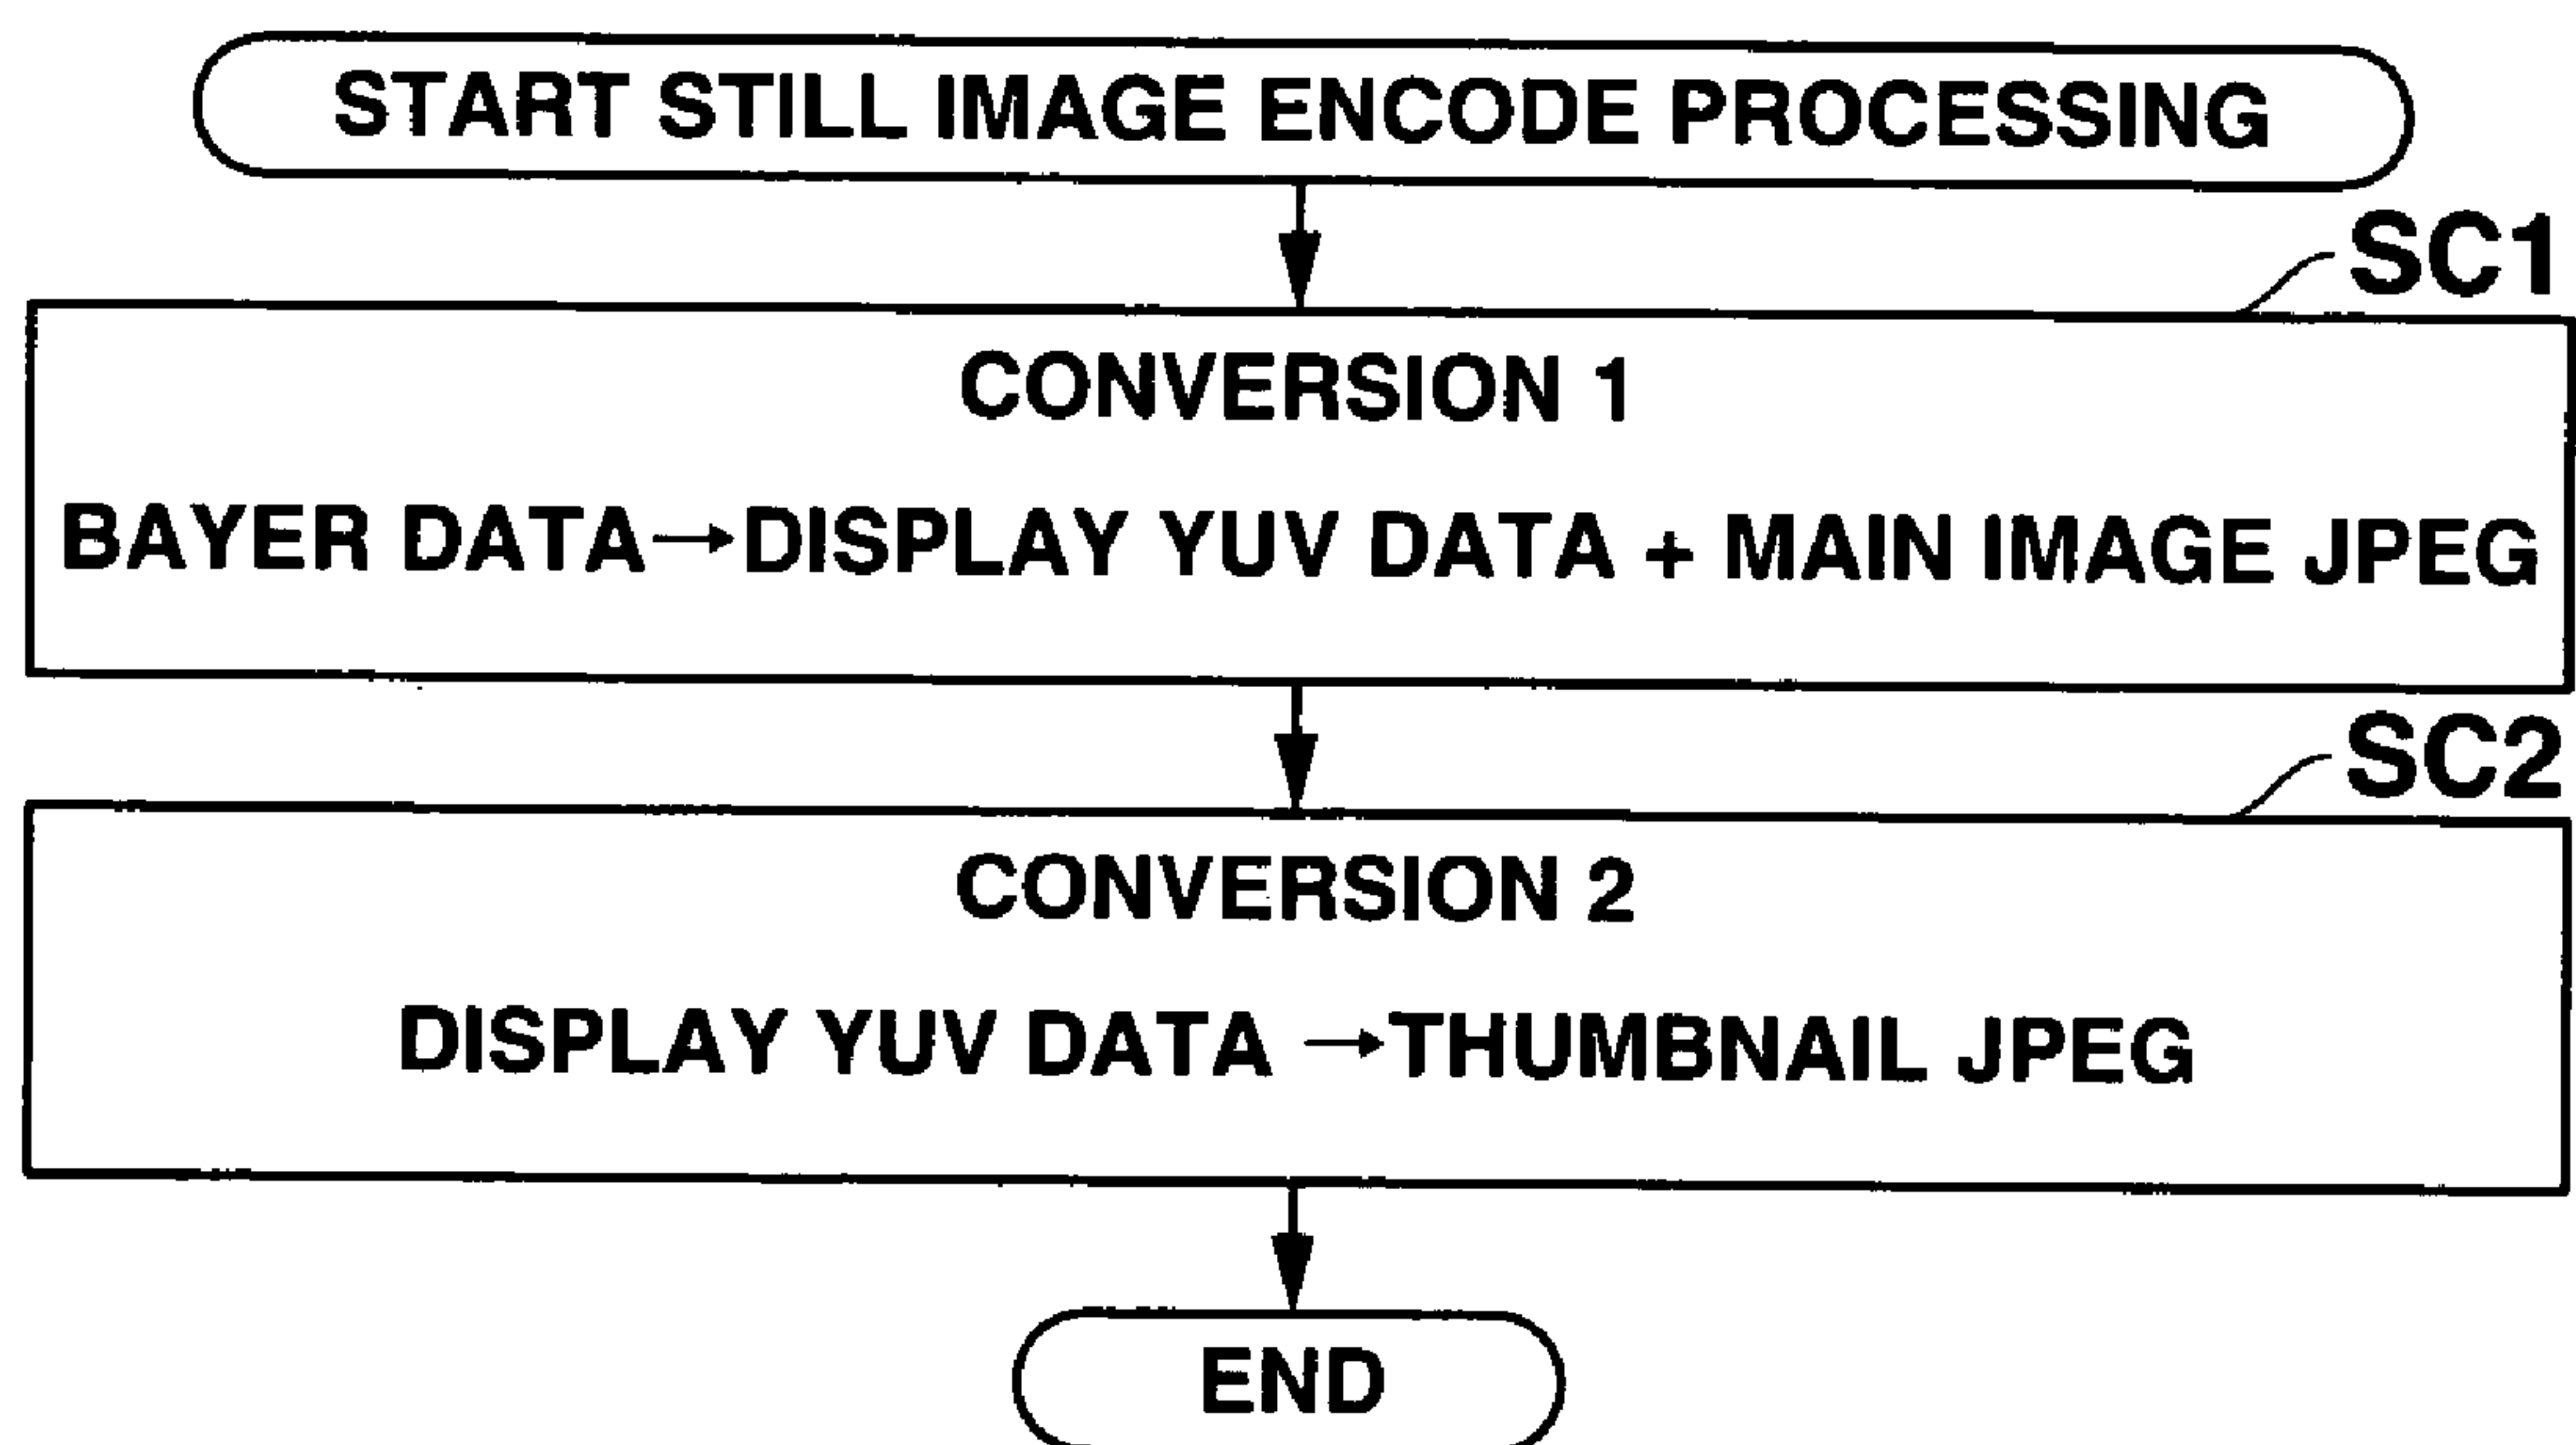 START STILL IMAGE ENCODE PROCESSING
SC1
CONVERSION 1
BAYER DATA→DISPLAY YUV DATA + MAIN IMAGE JPEG
SC2
CONVERSION 2
DISPLAY YUV DATA →THUMBNAIL JPEG
END